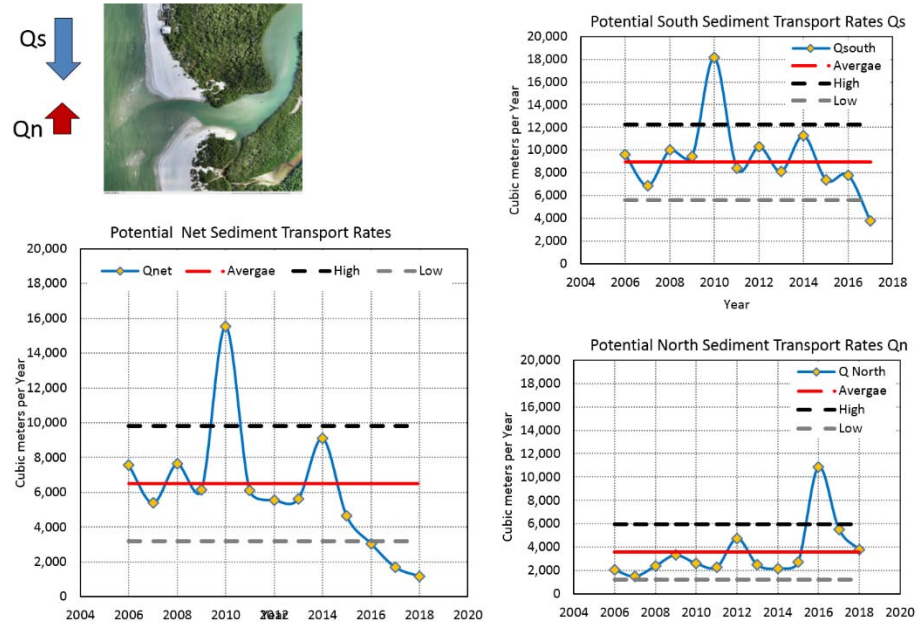 Qs
Qn
Potential South Sediment Transport Rates Qs
Cubic meters per Year
20,000
18,000
16,000
14,000
12,000
10,000
8,000
6,000
4,000
2,000
0
Qsouth
Avergae
High
Low
2004 2006 2008 2010 2012 2014 2016 2018
Year
Potential Net Sediment Transport Rates
Cubic meters per Year
20,000
18,000
16,000
14,000
12,000
10,000
8,000
6,000
4,000
2,000
0
Qnet Avergae High Low
2004 2006 2008 2010 2012 2014 2016 2018 2020
Year
Potential North Sediment Transport Rates Qn
Cubic meters per Year
20,000
18,000
16,000
14,000
12,000
10,000
8,000
6,000
4,000
2,000
0
Q North
Avergae
High
Low
2004 2006 2008 2010 2012 2014 2016 2018 2020